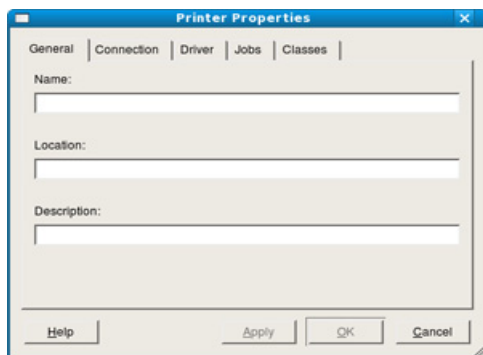 Printer Properties
General Connection Driver Jobs Classes
Name:
Location:
Description:
Help Apply OK Cancel